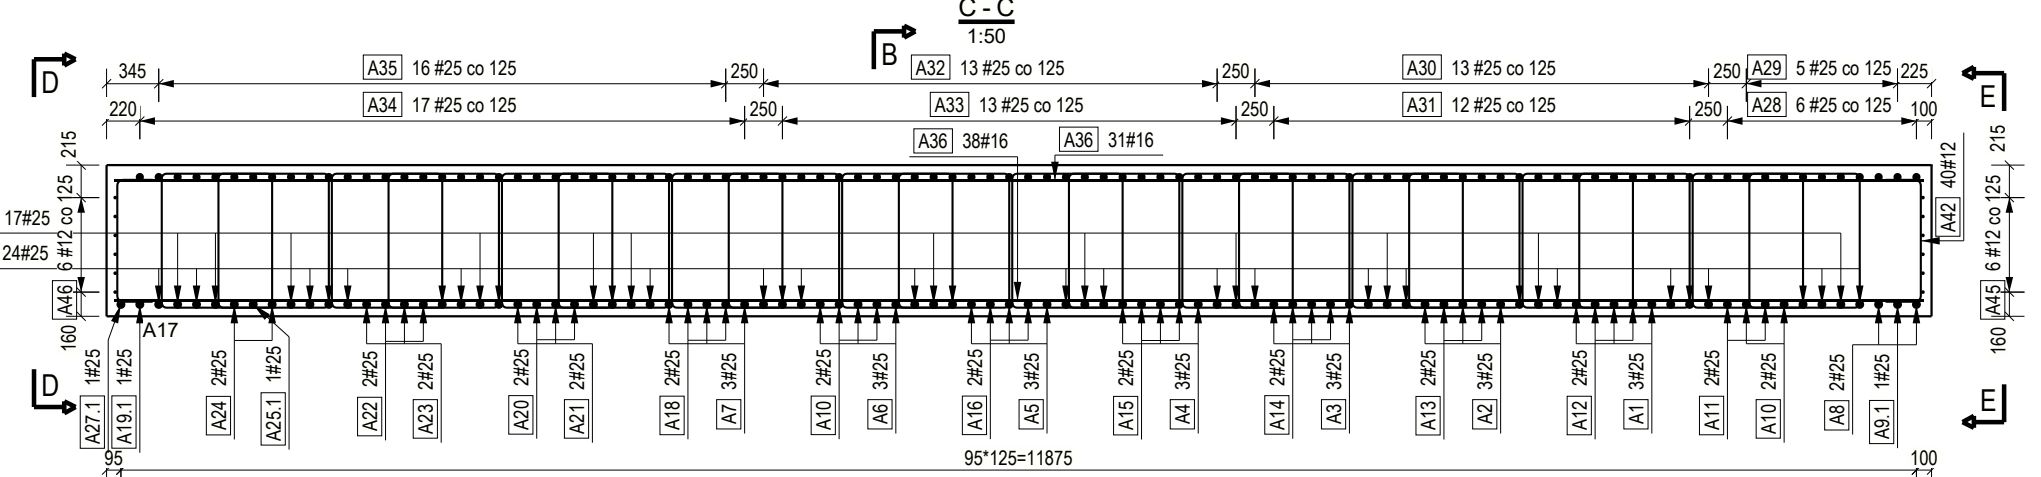 C - C
1:50
D
B
E
345
A35 16 #25 co 125
250
A32 13 #25 co 125
250
A30 13 #25 co 125
250
A29 5 #25 co 125
225
220
A34 17 #25 co 125
250
A33 13 #25 co 125
250
A31 12 #25 co 125
250
A28 6 #25 co 125
100
A36 38#16
A36 31#16
215
A46 6 #12 co 125
160
17#25
24#25
A42 40#12
215
A45 6 #12 co 125
160
A17
A27.1 1#25
A19.1 1#25
A24 2#25
A25.1 1#25
A22 2#25
A23 2#25
A20 2#25
A21 2#25
A18 2#25
A7 3#25
A10 2#25
A6 3#25
A16 2#25
A5 3#25
A15 2#25
A4 3#25
A14 2#25
A3 3#25
A13 2#25
A2 3#25
A12 2#25
A1 3#25
A11 2#25
A10 2#25
A8 2#25
A9.1 1#25
D
E
95
95*125=11875
100